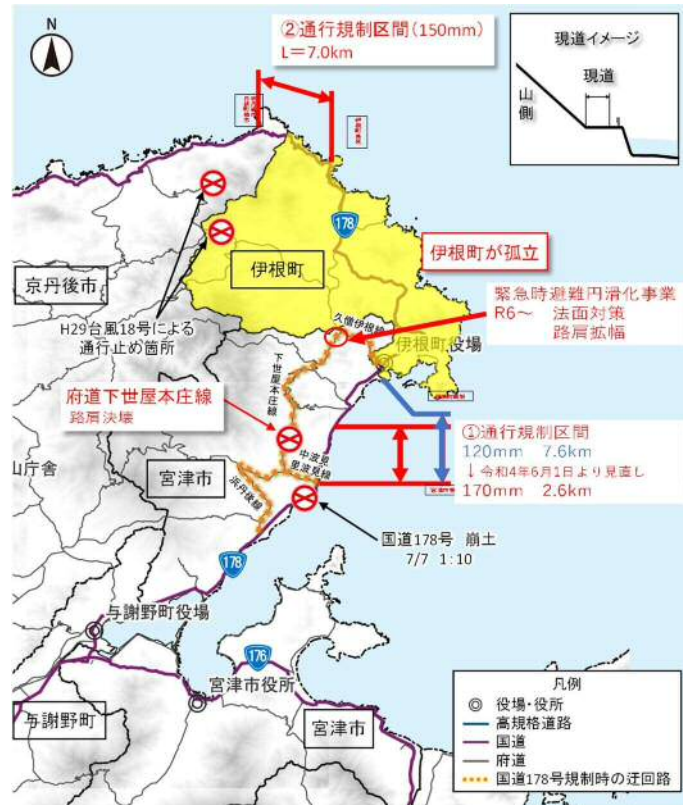 ②通行規制区間(150mm)
L=7.0km
N
現道イメージ
現道
山側
178
伊根町が孤立
伊根町
京丹後市
緊急時避難円滑化事業
R6~ 法面対策
路肩拡幅
H29台風18号による
通行止め箇所
久僧伊根線
伊根町役場
下世屋本庄線
府道下世屋本庄線
路肩決壊
①通行規制区間
120mm 7.6km
↓令和4年6月1日より見直し
170mm 2.6km
中波見
里波見線
山庁舎
宮津市
浜丹後線
国道178号 崩土
7/7 1:10
178
与謝野町役場
176
宮津市役所
与謝野町
宮津市
凡例
役場・役所
高規格道路
国道
府道
国道178号規制時の迂回路